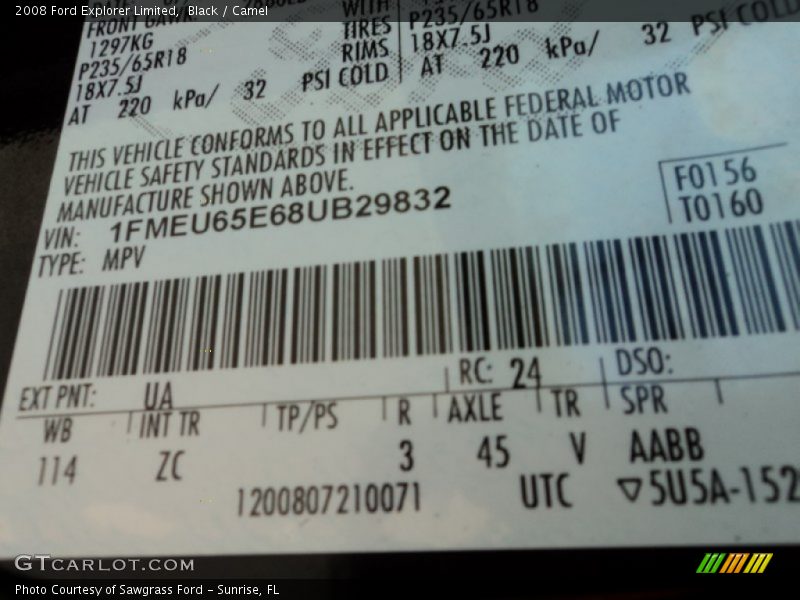 2008 Ford Explorer Limited, Black / Camel
FRONT
WITH
1297KG
TIRES P235/65R18
P235/65R18
RIMS 18X7.5J
18X7.5J
AT 220 kPa/ 32 PSI COLD
AT 220 kPa/ 32 PSI COLD
THIS VEHICLE CONFORMS TO ALL APPLICABLE FEDERAL MOTOR
VEHICLE SAFETY STANDARDS IN EFFECT ON THE DATE OF
MANUFACTURE SHOWN ABOVE.
F0156
T0160
VIN: 1FMEU65E68UB29832
TYPE: MPV
EXT PNT: UA RC: 24 DSO:
WB INT TR TP/PS R AXLE TR SPR
114 ZC 3 45 V AABB
1200807210071 UTC ▽5U5A-152
GTCARLOT.COM
Photo Courtesy of Sawgrass Ford - Sunrise, FL